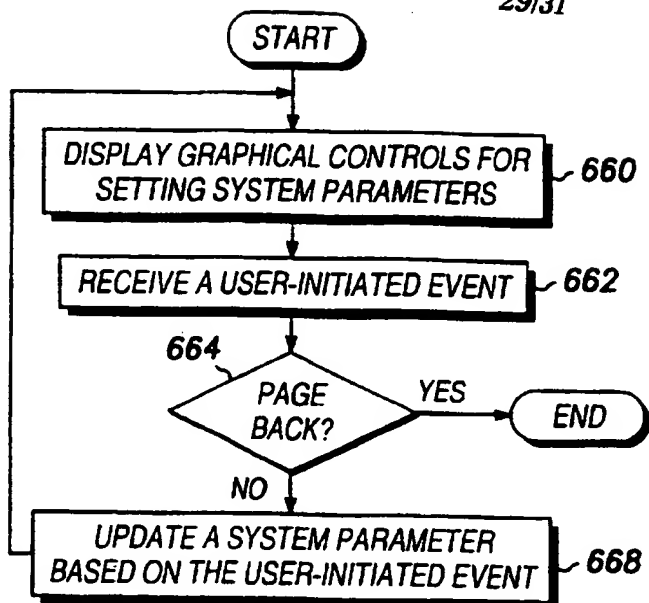 29/31
START
DISPLAY GRAPHICAL CONTROLS FOR
SETTING SYSTEM PARAMETERS
660
RECEIVE A USER-INITIATED EVENT
662
664
PAGE
BACK?
YES
END
NO
UPDATE A SYSTEM PARAMETER
BASED ON THE USER-INITIATED EVENT
668